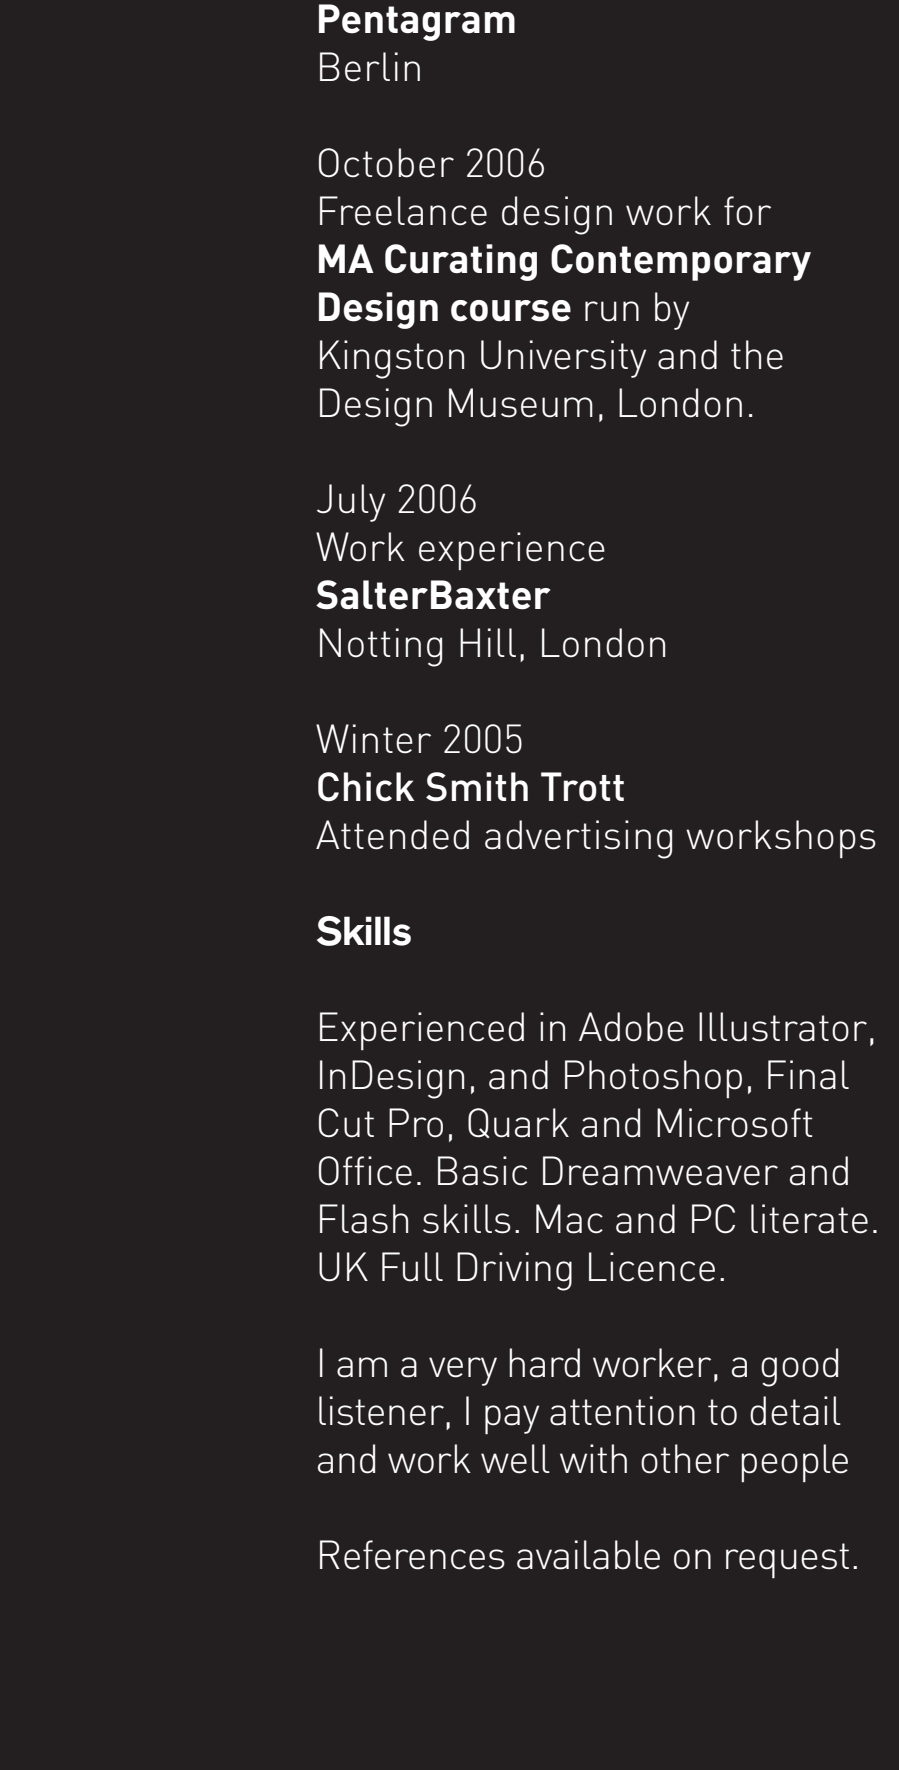 Pentagram
Berlin
October 2006
Freelance design work for
MA Curating Contemporary
Design course run by
Kingston University and the
Design Museum, London.
July 2006
Work experience
SalterBaxter
Notting Hill, London
Winter 2005
Chick Smith Trott
Attended advertising workshops
Skills
Experienced in Adobe Illustrator,
InDesign, and Photoshop, Final
Cut Pro, Quark and Microsoft
Office. Basic Dreamweaver and
Flash skills. Mac and PC literate.
UK Full Driving Licence.
I am a very hard worker, a good
listener, I pay attention to detail
and work well with other people
References available on request.